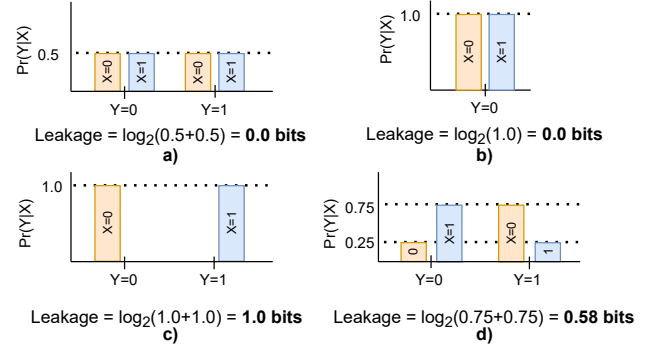 Pr(Y|X)
0.5
X=0
X=1
X=0
X=1
Y=0
Y=1
Leakage = log2(0.5+0.5) = 0.0 bits
a)
Pr(Y|X)
1.0
X=0
X=1
Y=0
Leakage = log2(1.0) = 0.0 bits
b)
Pr(Y|X)
1.0
X=0
X=1
Y=0
Y=1
Leakage = log2(1.0+1.0) = 1.0 bits
c)
Pr(Y|X)
0.75
0.25
0
X=1
X=0
1
Y=0
Y=1
Leakage = log2(0.75+0.75) = 0.58 bits
d)